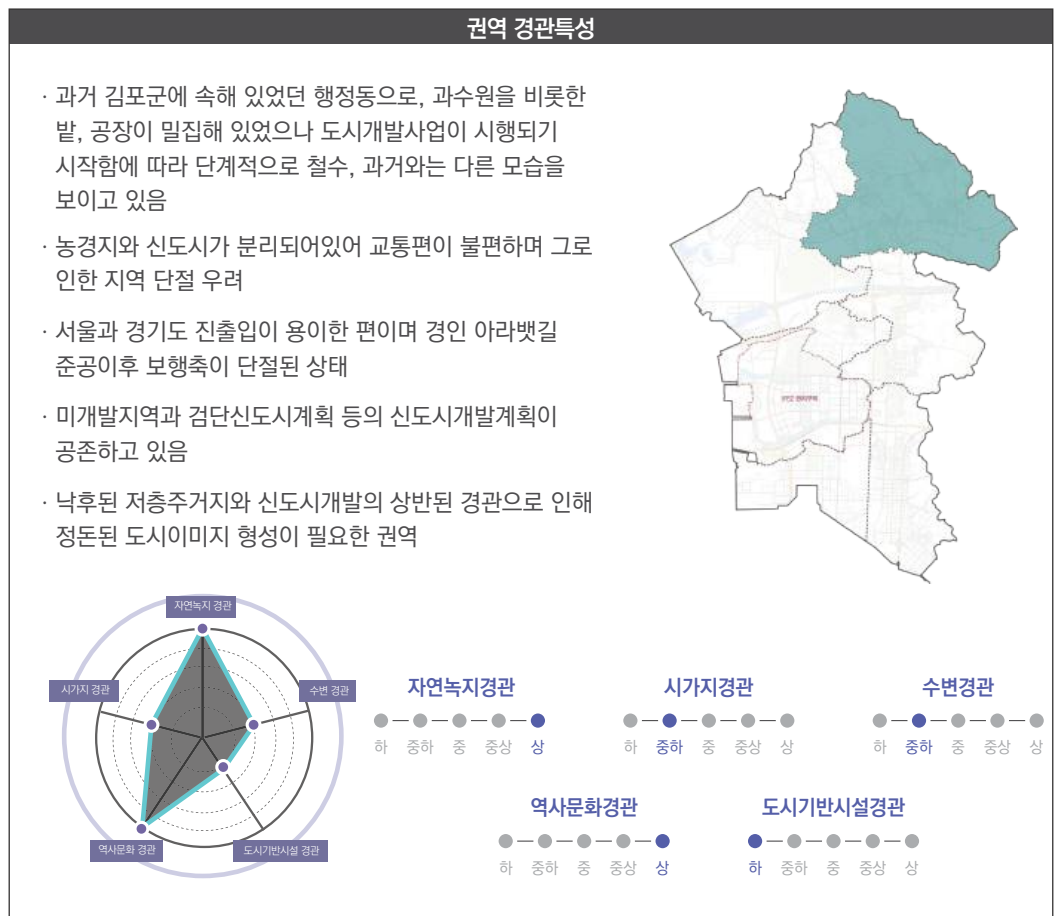 권역 경관특성
· 과거 김포군에 속해 있었던 행정동으로, 과수원을 비롯한
밭, 공장이 밀집해 있었으나 도시개발사업이 시행되기
시작함에 따라 단계적으로 철수, 과거와는 다른 모습을
보이고 있음
· 농경지와 신도시가 분리되어있어 교통편이 불편하며 그로
인한 지역 단절 우려
· 서울과 경기도 진출입이 용이한 편이며 경인 아라뱃길
준공이후 보행축이 단절된 상태
· 미개발지역과 검단신도시계획 등의 신도시개발계획이
공존하고 있음
· 낙후된 저층주거지와 신도시개발의 상반된 경관으로 인해
정돈된 도시이미지 형성이 필요한 권역
자연녹지 경관
시가지 경관
수변 경관
역사문화 경관
도시기반시설 경관
자연녹지경관
하 중하 중 중상 상
시가지경관
하 중하 중 중상 상
수변경관
하 중하 중 중상 상
역사문화경관
하 중하 중 중상 상
도시기반시설경관
하 중하 중 중상 상